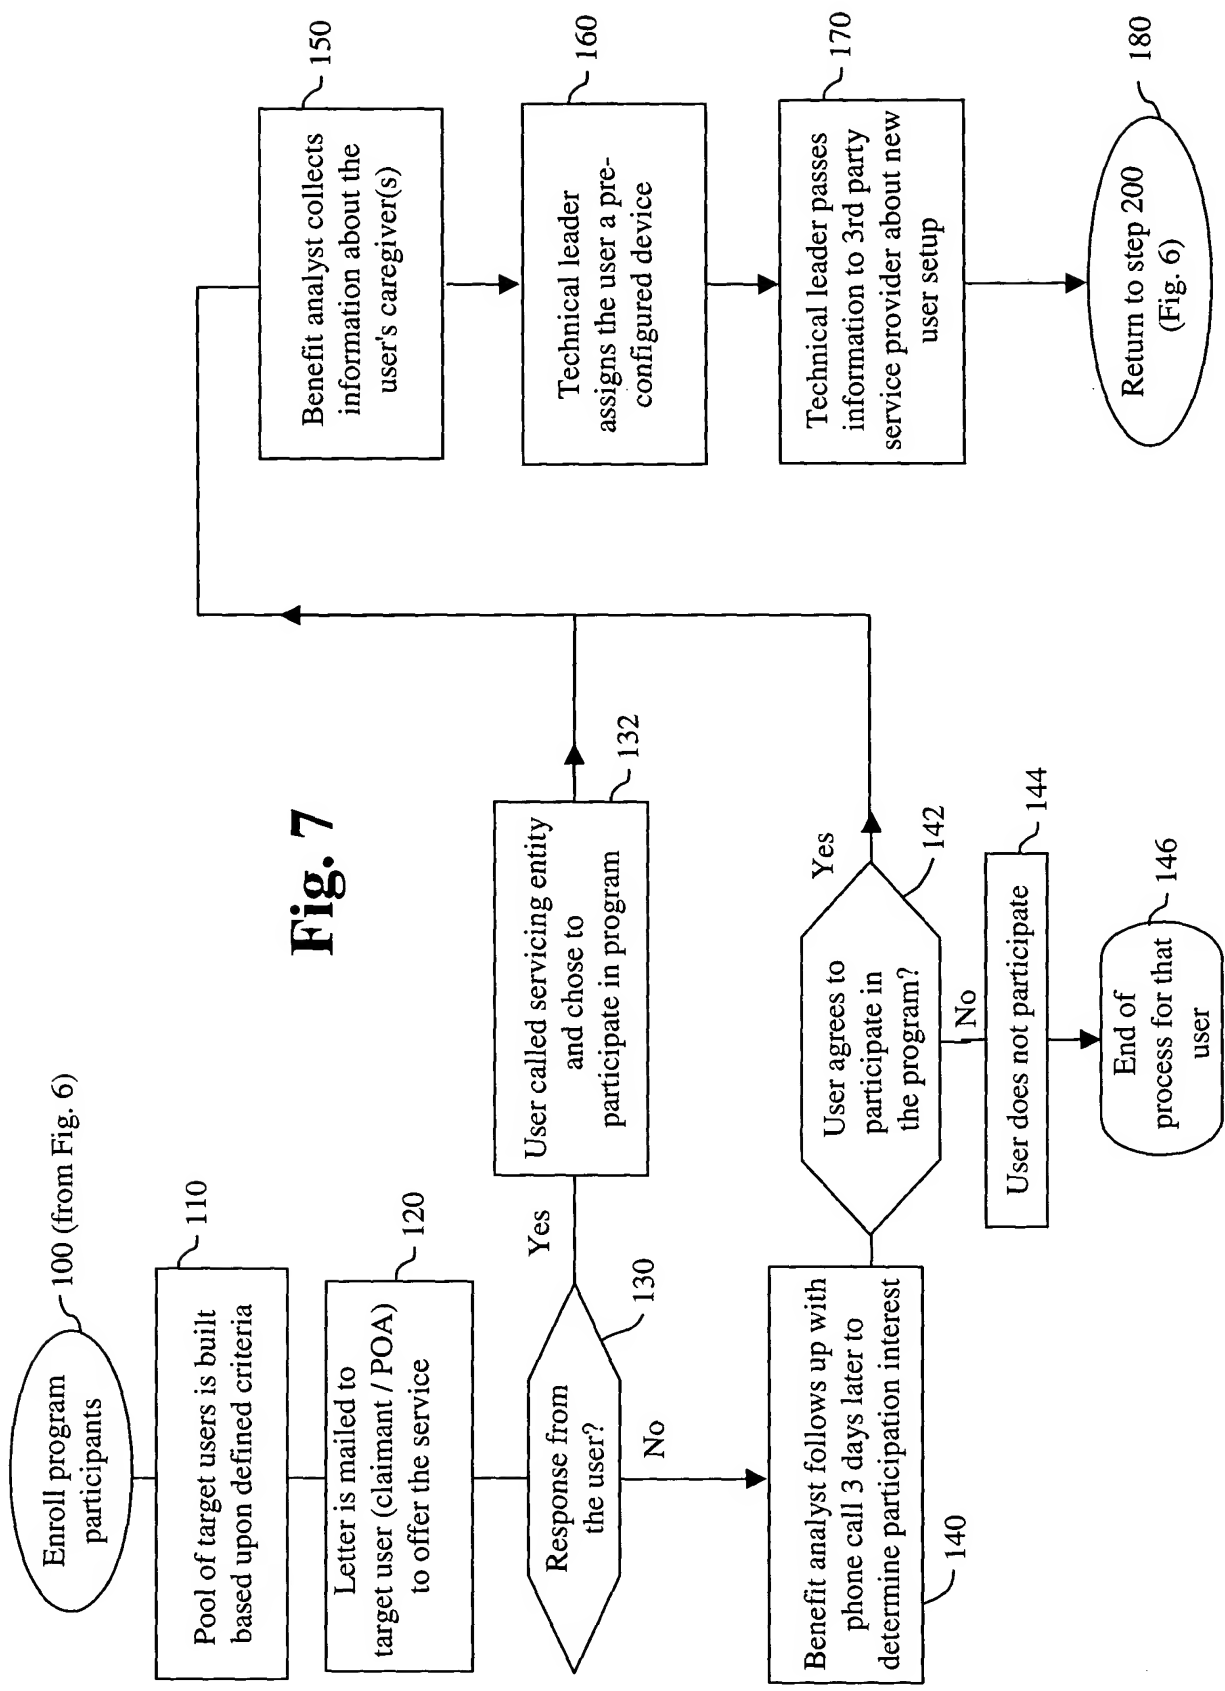 100 (from Fig. 6)
Enroll program
participants
110
Pool of target users is built
based upon defined criteria
120
Letter is mailed to
target user (claimant / POA)
to offer the service
130
Response from
the user?
Yes
No
132
User called servicing entity
and chose to
participate in program
140
Benefit analyst follows up with
phone call 3 days later to
determine participation interest
142
User agrees to
participate in
the program?
Yes
No
144
User does not participate
146
End of
process for that
user
Fig. 7
150
Benefit analyst collects
information about the
user's caregiver(s)
160
Technical leader
assigns the user a pre-
configured device
170
Technical leader passes
information to 3rd party
service provider about new
user setup
180
Return to step 200
(Fig. 6)